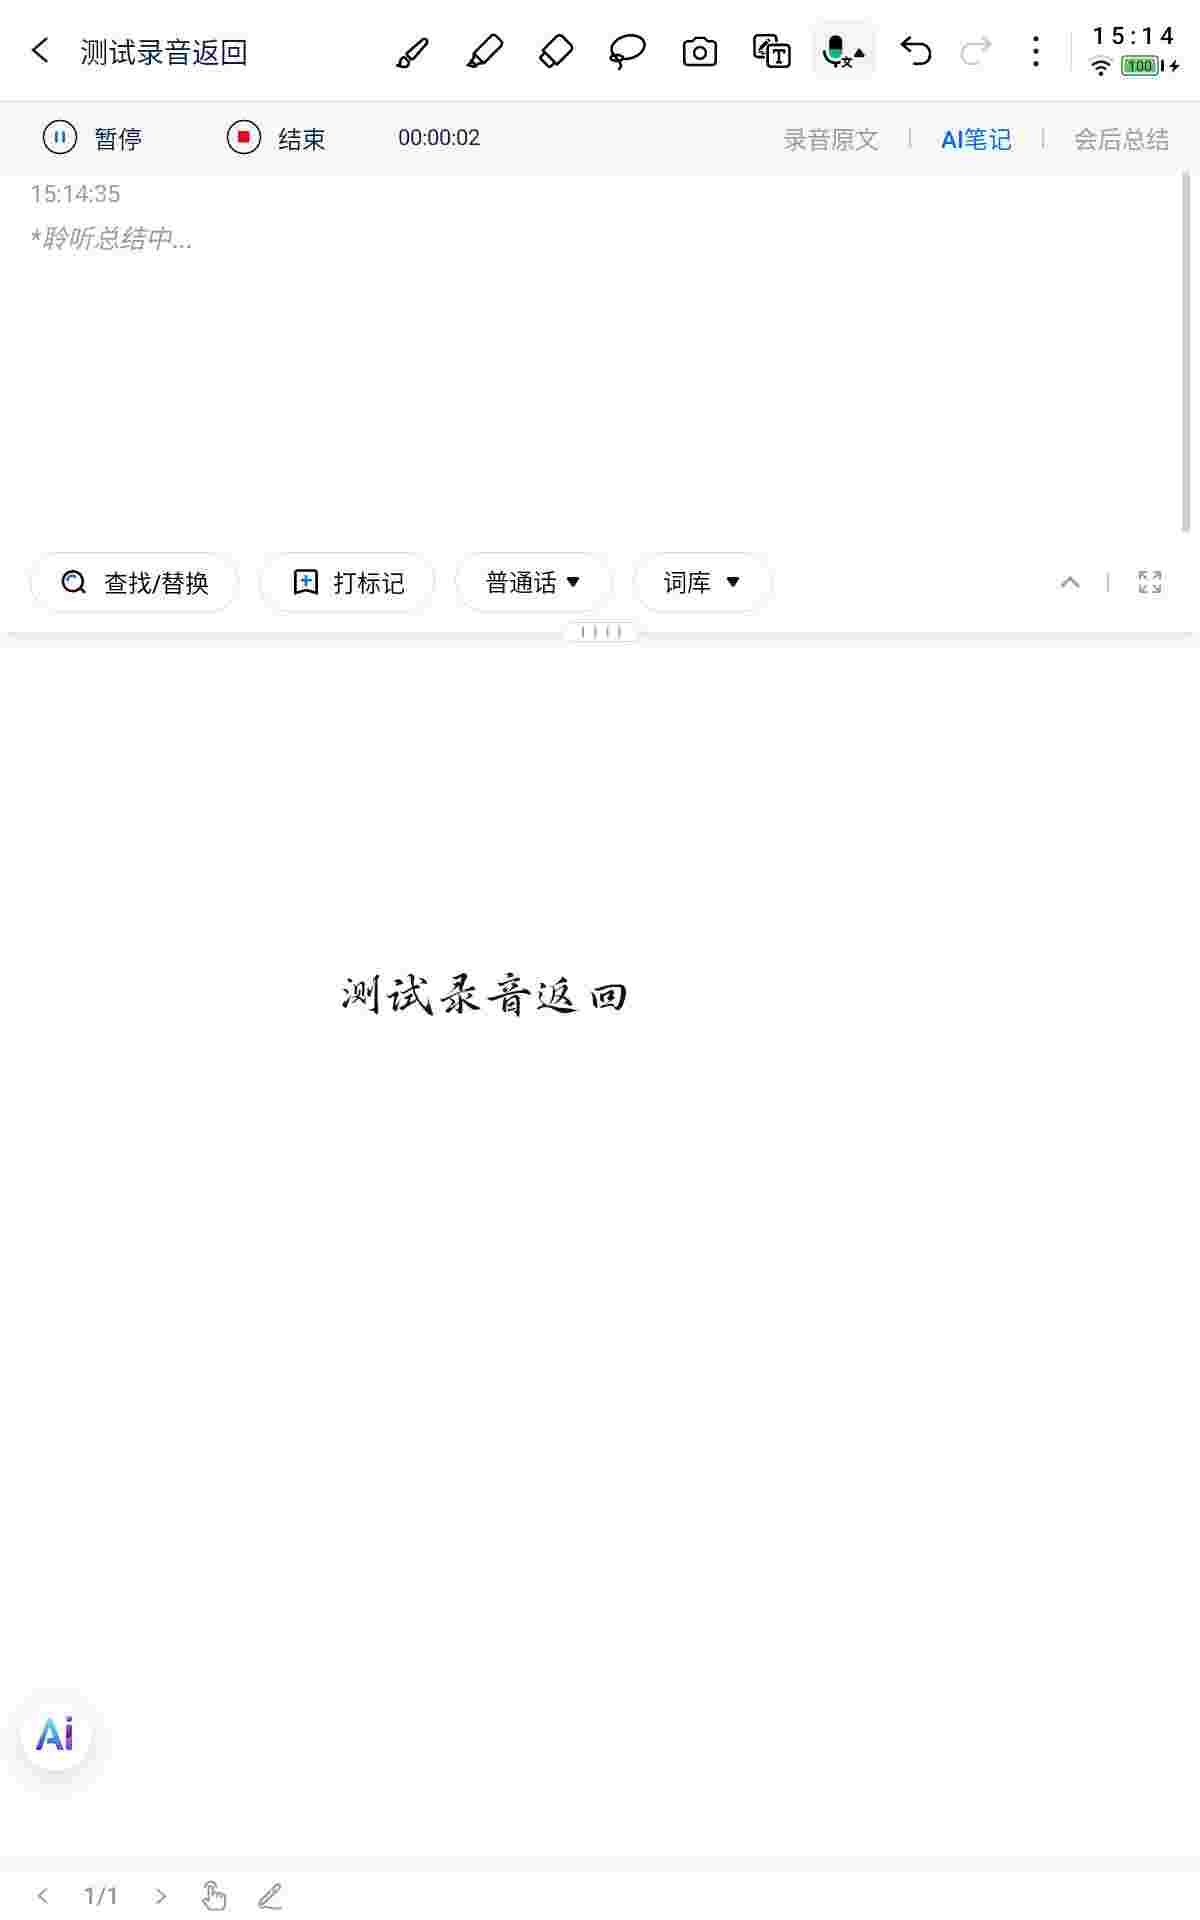 测试录音返回
15:14
100
暂停
结束
00:00:02
录音原文
AI笔记
会后总结
15:14:35
*聆听总结中...
查找/替换
打标记
普通话
词库
测试录音返回
Ai
1/1